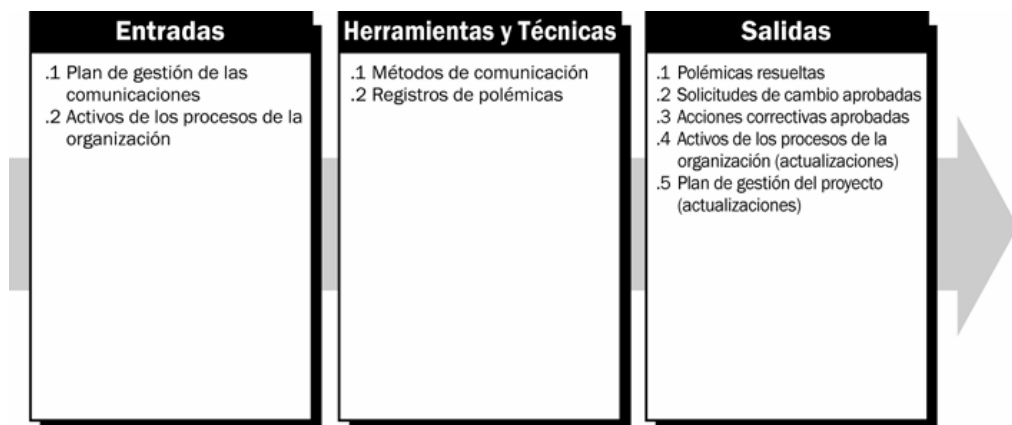 Entradas
.1 Plan de gestión de las
comunicaciones
.2 Activos de los procesos de la
organización
Herramientas y Técnicas
.1 Métodos de comunicación
.2 Registros de polémicas
Salidas
.1 Polémicas resueltas
.2 Solicitudes de cambio aprobadas
.3 Acciones correctivas aprobadas
.4 Activos de los procesos de la
organización (actualizaciones)
.5 Plan de gestión del proyecto
(actualizaciones)